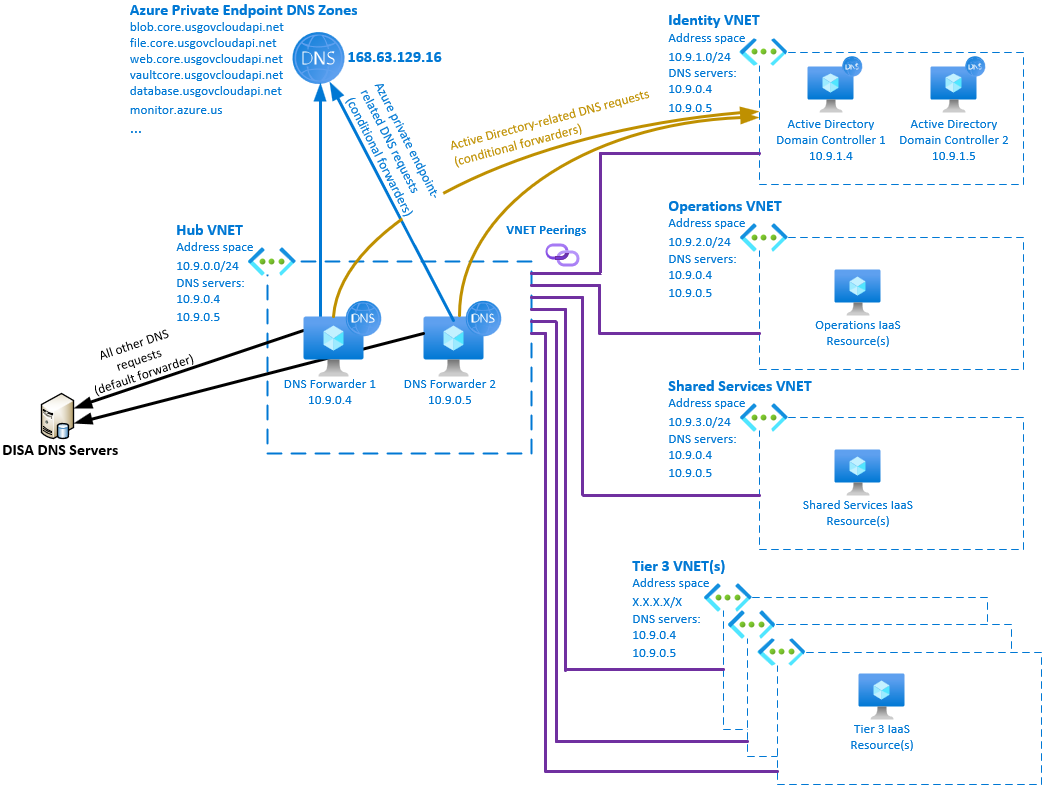 Azure Private Endpoint DNS Zones
blob.core.usgovcloudapi.net
file.core.usgovcloudapi.net
web.core.usgovcloudapi.net
vaultcore.usgovcloudapi.net
database.usgovcloudapi.net
monitor.azure.us
...
DNS
168.63.129.16
Azure private endpoint-
related DNS requests
(conditional forwarders)
Active Directory-related DNS requests
(conditional forwarders)
Identity VNET
Address space
10.9.1.0/24
DNS servers:
10.9.0.4
10.9.0.5
DNS
DNS
Active Directory
Domain Controller 1
10.9.1.4
Active Directory
Domain Controller 2
10.9.1.5
Hub VNET
Address space
10.9.0.0/24
DNS servers:
10.9.0.4
10.9.0.5
VNET Peerings
DNS
DNS
DNS Forwarder 1
10.9.0.4
DNS Forwarder 2
10.9.0.5
All other DNS
requests
(default forwarder)
DISA DNS Servers
Operations VNET
Address space
10.9.2.0/24
DNS servers:
10.9.0.4
10.9.0.5
Operations IaaS
Resource(s)
Shared Services VNET
Address space
10.9.3.0/24
DNS servers:
10.9.0.4
10.9.0.5
Shared Services IaaS
Resource(s)
Tier 3 VNET(s)
Address space
X.X.X.X/X
DNS servers:
10.9.0.4
10.9.0.5
Tier 3 IaaS
Resource(s)